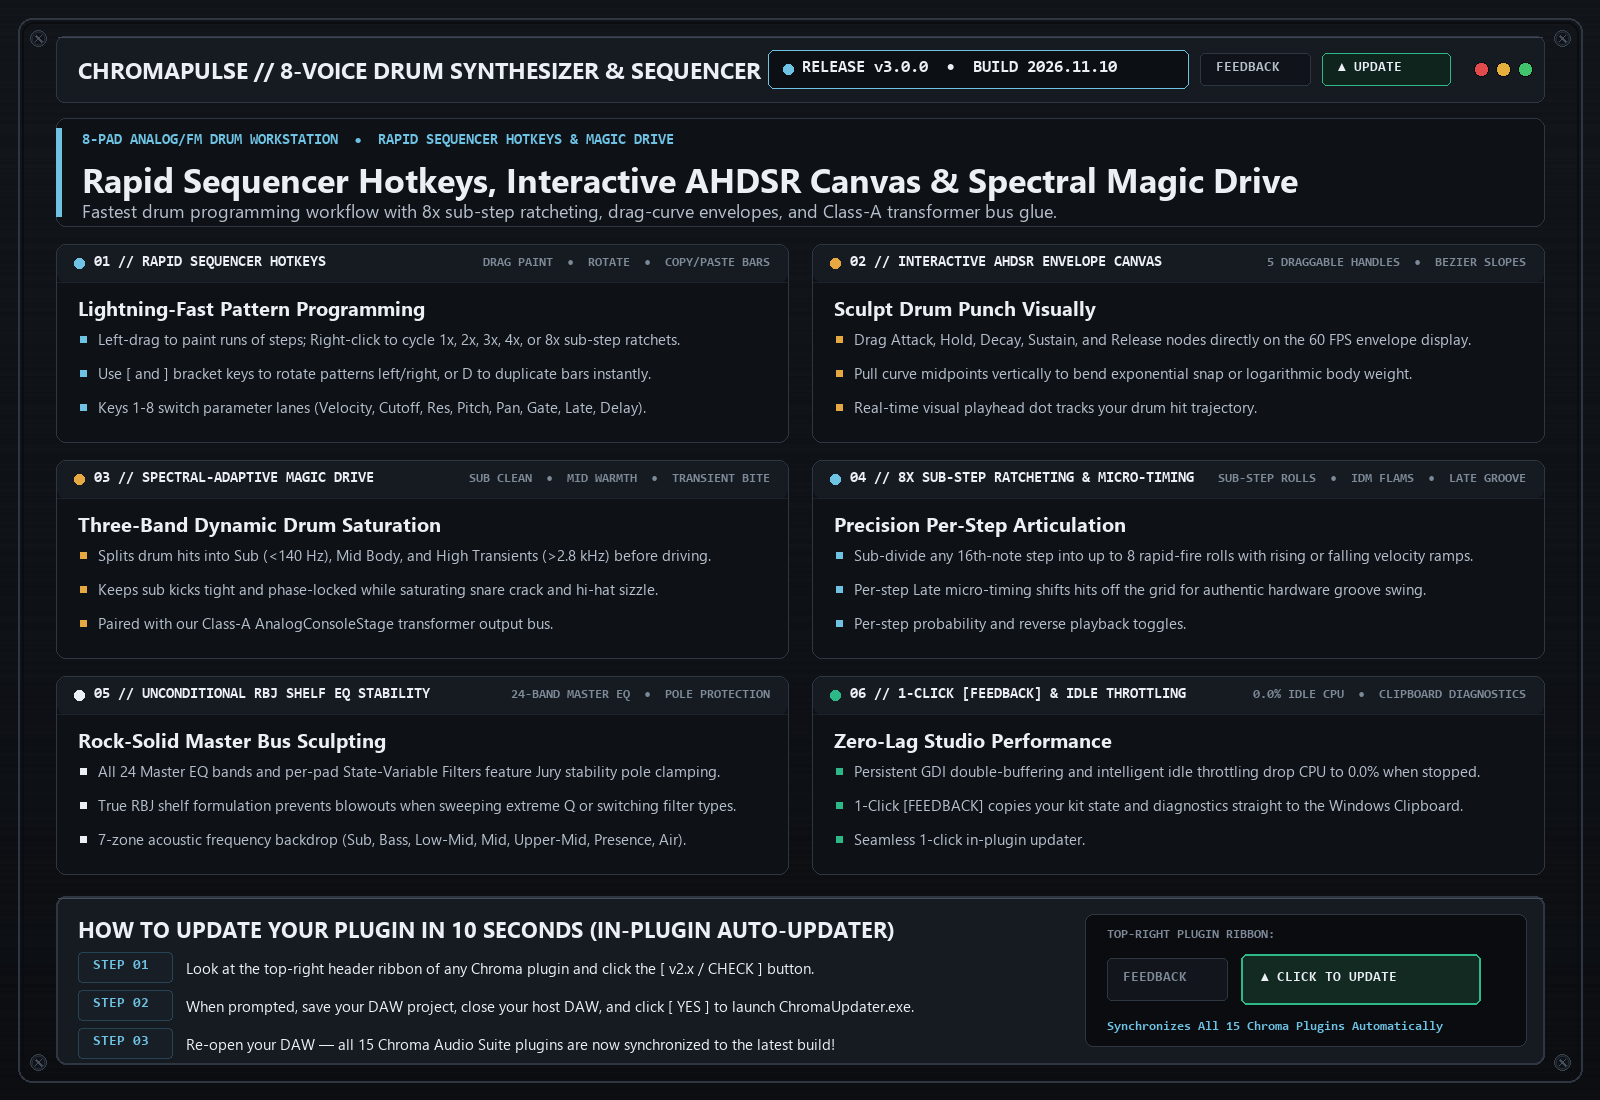 CHROMAPULSE // 8-VOICE DRUM SYNTHESIZER & SEQUENCER
RELEASE v3.0.0 • BUILD 2026.11.10
FEEDBACK
▲ UPDATE
8-PAD ANALOG/FM DRUM WORKSTATION • RAPID SEQUENCER HOTKEYS & MAGIC DRIVE
Rapid Sequencer Hotkeys, Interactive AHDSR Canvas & Spectral Magic Drive
Fastest drum programming workflow with 8x sub-step ratcheting, drag-curve envelopes, and Class-A transformer bus glue.
01 // RAPID SEQUENCER HOTKEYS
DRAG PAINT • ROTATE • COPY/PASTE BARS
Lightning-Fast Pattern Programming
Left-drag to paint runs of steps; Right-click to cycle 1x, 2x, 3x, 4x, or 8x sub-step ratchets.
Use [ and ] bracket keys to rotate patterns left/right, or D to duplicate bars instantly.
Keys 1-8 switch parameter lanes (Velocity, Cutoff, Res, Pitch, Pan, Gate, Late, Delay).
02 // INTERACTIVE AHDSR ENVELOPE CANVAS
5 DRAGGABLE HANDLES • BEZIER SLOPES
Sculpt Drum Punch Visually
Drag Attack, Hold, Decay, Sustain, and Release nodes directly on the 60 FPS envelope display.
Pull curve midpoints vertically to bend exponential snap or logarithmic body weight.
Real-time visual playhead dot tracks your drum hit trajectory.
03 // SPECTRAL-ADAPTIVE MAGIC DRIVE
SUB CLEAN • MID WARMTH • TRANSIENT BITE
Three-Band Dynamic Drum Saturation
Splits drum hits into Sub (<140 Hz), Mid Body, and High Transients (>2.8 kHz) before driving.
Keeps sub kicks tight and phase-locked while saturating snare crack and hi-hat sizzle.
Paired with our Class-A AnalogConsoleStage transformer output bus.
04 // 8X SUB-STEP RATCHETING & MICRO-TIMING
SUB-STEP ROLLS • IDM FLAMS • LATE GROOVE
Precision Per-Step Articulation
Sub-divide any 16th-note step into up to 8 rapid-fire rolls with rising or falling velocity ramps.
Per-step Late micro-timing shifts hits off the grid for authentic hardware groove swing.
Per-step probability and reverse playback toggles.
05 // UNCONDITIONAL RBJ SHELF EQ STABILITY
24-BAND MASTER EQ • POLE PROTECTION
Rock-Solid Master Bus Sculpting
All 24 Master EQ bands and per-pad State-Variable Filters feature Jury stability pole clamping.
True RBJ shelf formulation prevents blowouts when sweeping extreme Q or switching filter types.
7-zone acoustic frequency backdrop (Sub, Bass, Low-Mid, Mid, Upper-Mid, Presence, Air).
06 // 1-CLICK [FEEDBACK] & IDLE THROTTLING
0.0% IDLE CPU • CLIPBOARD DIAGNOSTICS
Zero-Lag Studio Performance
Persistent GDI double-buffering and intelligent idle throttling drop CPU to 0.0% when stopped.
1-Click [FEEDBACK] copies your kit state and diagnostics straight to the Windows Clipboard.
Seamless 1-click in-plugin updater.
HOW TO UPDATE YOUR PLUGIN IN 10 SECONDS (IN-PLUGIN AUTO-UPDATER)
STEP 01
Look at the top-right header ribbon of any Chroma plugin and click the [ v2.x / CHECK ] button.
STEP 02
When prompted, save your DAW project, close your host DAW, and click [ YES ] to launch ChromaUpdater.exe.
STEP 03
Re-open your DAW — all 15 Chroma Audio Suite plugins are now synchronized to the latest build!
TOP-RIGHT PLUGIN RIBBON:
FEEDBACK
▲ CLICK TO UPDATE
Synchronizes All 15 Chroma Plugins Automatically